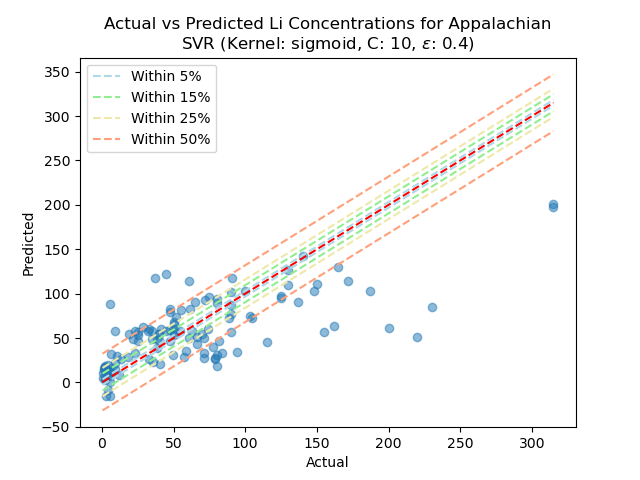 Actual vs Predicted Li Concentrations for Appalachian
SVR (Kernel: sigmoid, C: 10, ε: 0.4)
Within 5%
Within 15%
Within 25%
Within 50%
350
300
250
200
150
100
50
0
−50
Predicted
0
50
100
150
200
250
300
Actual